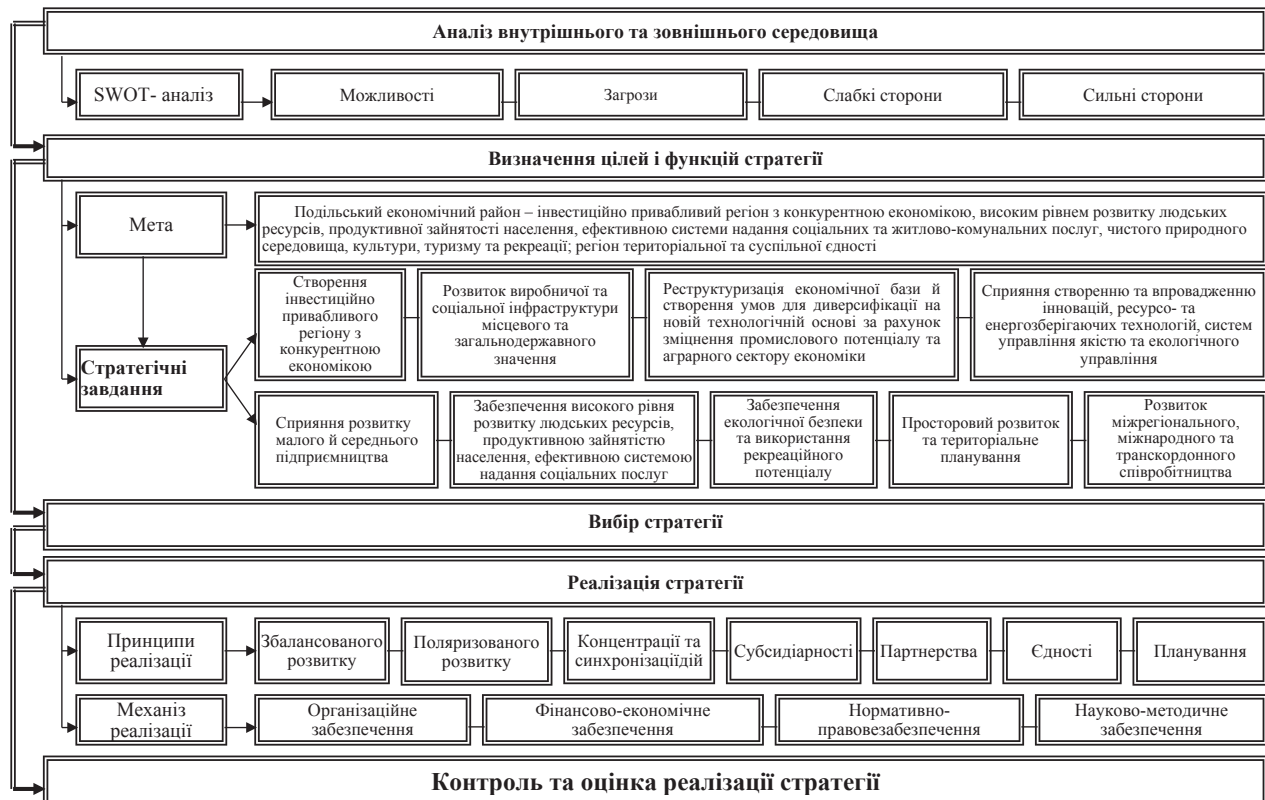 Аналіз внутрішнього та зовнішнього середовища
SWOT- аналіз
Можливості
Загрози
Слабкі сторони
Сильні сторони
Визначення цілей і функцій стратегії
Мета
Подільський економічний район – інвестиційно привабливий регіон з конкурентною економікою, високим рівнем розвитку людських
ресурсів, продуктивної зайнятості населення, ефективною системи надання соціальних та житлово-комунальних послуг, чистого природного
середовища, культури, туризму та рекреації; регіон територіальної та суспільної єдності
Стратегічні
завдання
Створення
інвестиційно
привабливого
регіону з
конкурентною
економікою
Розвиток виробничої та
соціальної інфраструктури
місцевого та
загальнодержавного
значення
Реструктуризація економічної бази й
створення умов для диверсифікації на
новій технологічній основі за рахунок
зміцнення промислового потенціалу та
аграрного сектору економіки
Сприяння створенню та впровадженню
інновацій, ресурсо- та
енергозберігаючих технологій, систем
управління якістю та екологічного
управління
Сприяння розвитку
малого й середнього
підприємництва
Забезпечення високого рівня
розвитку людських ресурсів,
продуктивною зайнятістю
населення, ефективною системою
надання соціальних послуг
Забезпечення
екологічної безпеки
та використання
рекреаційного
потенціалу
Просторовий розвиток
та територіальне
планування
Розвиток
міжрегіонального,
міжнародного та
транскордонного
співробітництва
Вибір стратегії
Реалізація стратегії
Принципи
реалізації
Збалансованого
розвитку
Поляризованого
розвитку
Концентрації та
синхронізаціїдій
Субсидіарності
Партнерства
Єдності
Планування
Механіз
реалізації
Організаційне
забезпечення
Фінансово-економічне
забезпечення
Нормативно-
правовезабезпечення
Науково-методичне
забезпечення
Контроль та оцінка реалізації стратегії